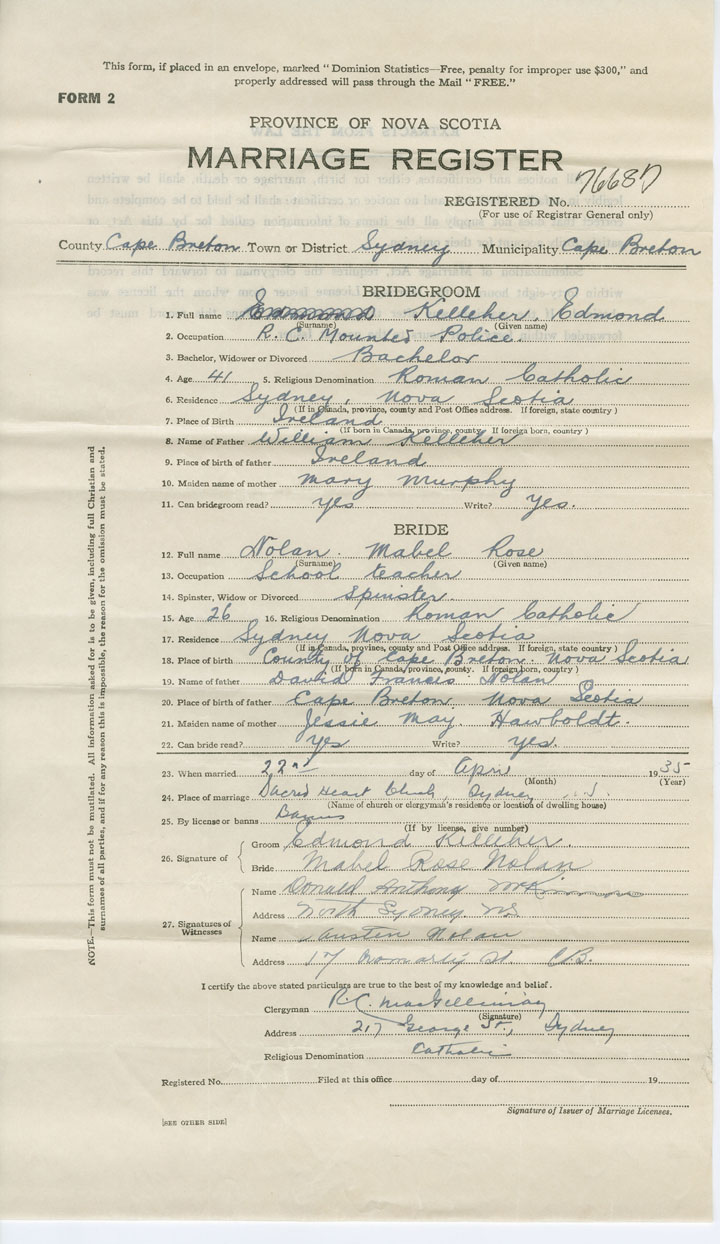 This form, if placed in an envelope, marked "Dominion Statistics—Free, penalty for improper use $300," and
properly addressed will pass through the Mail "FREE."
FORM 2
PROVINCE OF NOVA SCOTIA
MARRIAGE REGISTER
REGISTERED No. 76687
(For use of Registrar General only)
County Cape Breton Town or District Sydney Municipality Cape Breton
BRIDEGROOM
1. Full name Kelleher, Edmond
(Surname) (Given name)
2. Occupation R. C. Mounted Police.
3. Bachelor, Widower or Divorced Bachelor
4. Age 41 5. Religious Denomination Roman Catholic
6. Residence Sydney, Nova Scotia
(If in Canada, province, county and Post Office address. If foreign, state country)
7. Place of Birth Ireland
(If born in Canada, province, county. If foreign born, country)
8. Name of Father William Kelleher
9. Place of birth of father Ireland
10. Maiden name of mother Mary Murphy
11. Can bridegroom read? yes Write? Yes.
BRIDE
12. Full name Nolan. Mabel Rose
(Surname) (Given name)
13. Occupation School teacher
14. Spinster, Widow or Divorced Spinster.
15. Age 26 16. Religious Denomination Roman Catholic
17. Residence Sydney Nova Scotia
(If in Canada, province, county and Post Office address. If foreign, state country)
18. Place of birth County of Cape Breton. Nova Scotia
(If born in Canada, province, county. If foreign born, country)
19. Name of father David Francis Nolan
20. Place of birth of father Cape Breton Nova Scotia
21. Maiden name of mother Jessie May Hawboldt.
22. Can bride read? Yes Write? Yes.
23. When married 22nd day of April 1935
(Month) (Year)
24. Place of marriage Sacred Heart Church, Sydney
(Name of church or clergyman's residence or location of dwelling house)
25. By license or banns Banns
(If by license, give number)
26. Signature of
Groom Edmond Kelleher.
Bride Mabel Rose Nolan
27. Signatures of Witnesses
Name Donald Anthony
Address North Sydney. N.S.
Name Austin Nolan
Address 17 St. C.B.
I certify the above stated particulars are true to the best of my knowledge and belief.
Clergyman R. C. MacGillivray
(Signature)
Address 217 George St., Sydney
Religious Denomination Catholic
Registered No. Filed at this office day of 19
Signature of Issuer of Marriage Licenses.
[SEE OTHER SIDE]
NOTE.—This form must not be mutilated. All information asked for is to be given, including full Christian and
surnames of all parties, and if for any reason this is impossible, the reason for the omission must be stated.